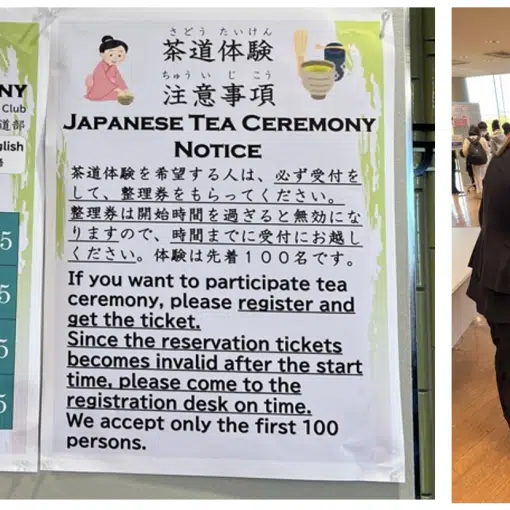 NY
Club
道部
glish
5
5
5
5
さどう たいけん
茶道体験
ちゅう い じ こう
注意事項
JAPANESE TEA CEREMONY
NOTICE
茶道体験を希望する人は、必ず受付を
して、整理券をもらってください。
整理券は開始時間を過ぎると無効にな
りますので、時間までに受付にお越し
ください。体験は先着100名です。
If you want to participate tea
ceremony, please register and
get the ticket.
Since the reservation tickets
becomes invalid after the start
time, please come to the
registration desk on time.
We accept only the first 100
persons.